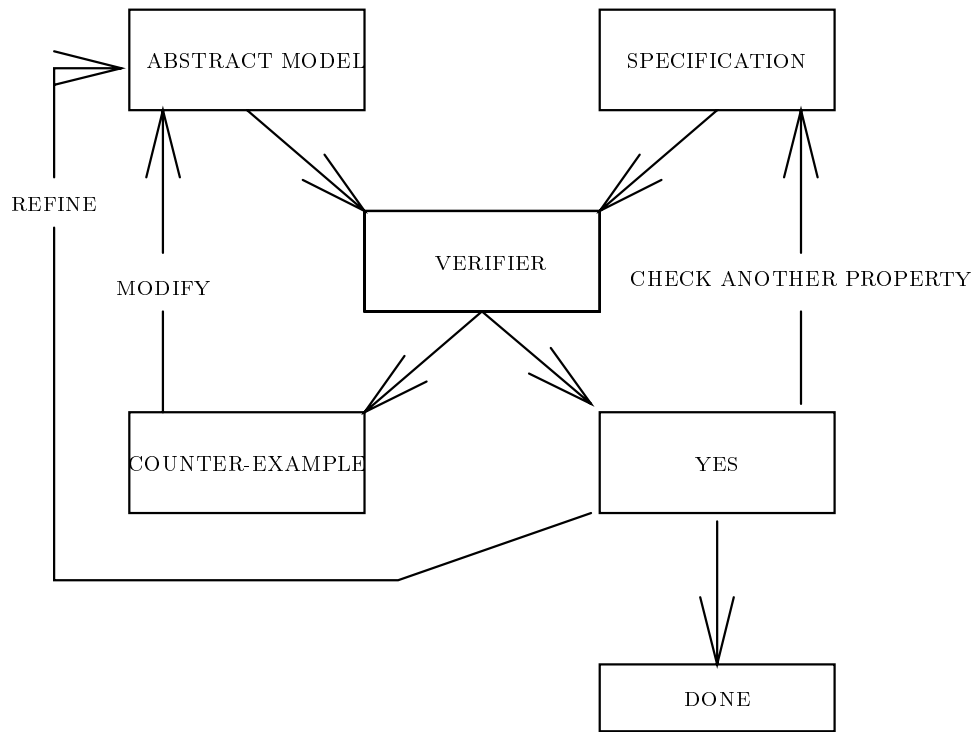 ABSTRACT MODEL
SPECIFICATION
REFINE
VERIFIER
MODIFY
CHECK ANOTHER PROPERTY
COUNTER-EXAMPLE
YES
DONE